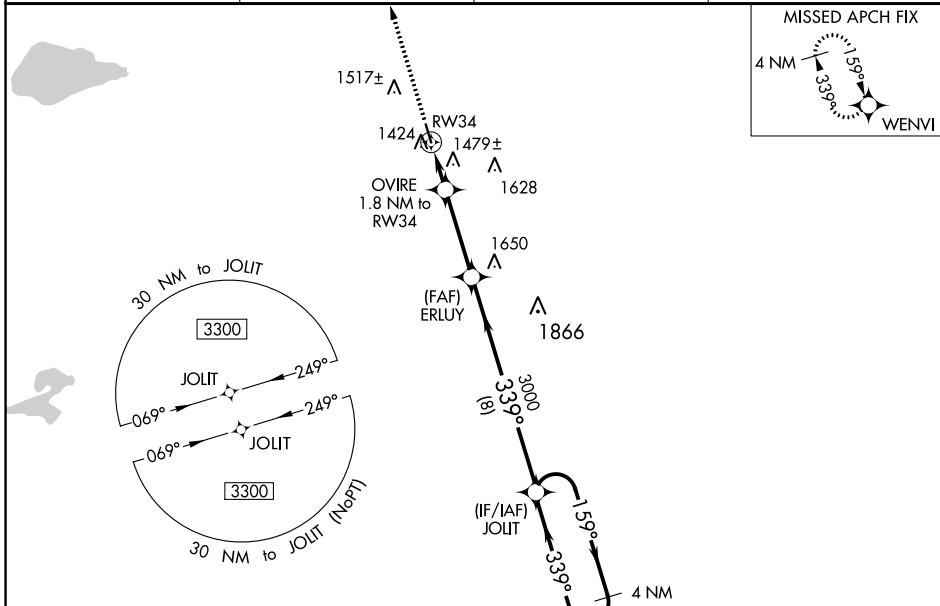 MISSED APCH FIX
4 NM
159°
339°
WENVI
1517±
RW34
1424
1479±
1628
OVIRE
1.8 NM to
RW34
1650
(FAF)
ERLUY
1866
30 NM to JOLIT
3300
JOLIT
249°
069°
249°
069°
JOLIT
3300
30 NM to JOLIT (NoPT)
3000
339°
(8)
(IF/IAF)
JOLIT
159°
339°
4 NM